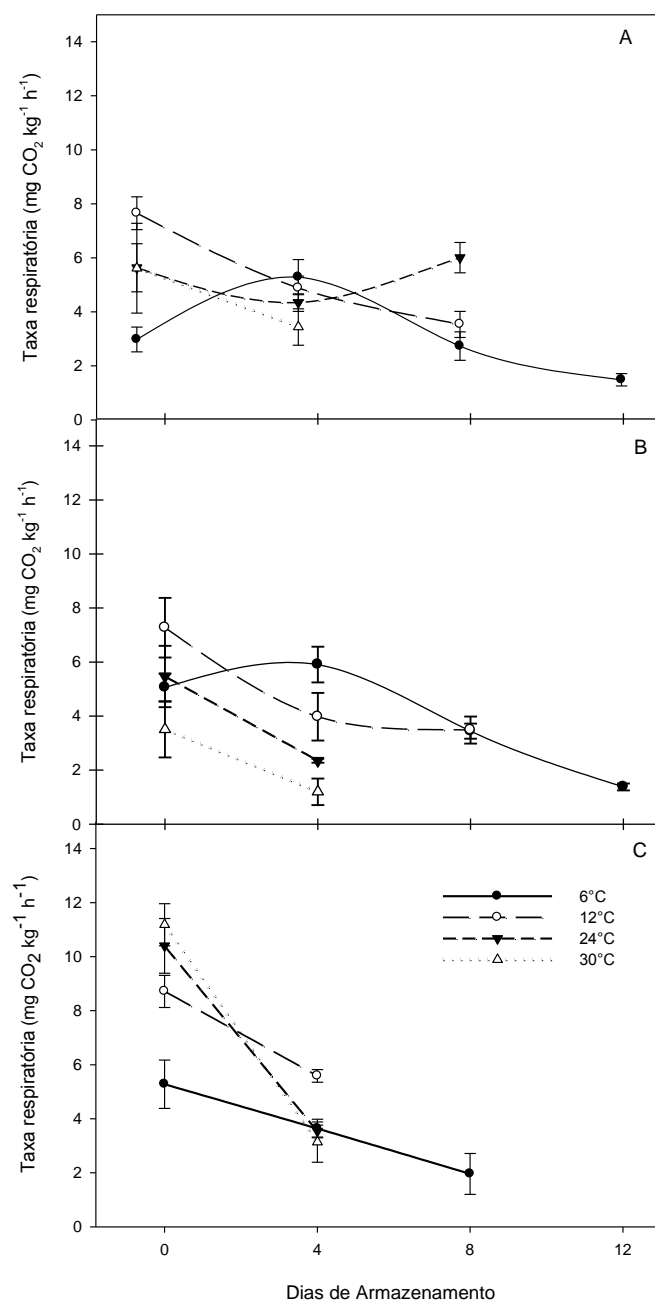 A
Taxa respiratória (mg CO2 kg-1 h-1)
14
12
10
8
6
4
2
0
B
Taxa respiratória (mg CO2 kg-1 h-1)
14
12
10
8
6
4
2
0
C
Taxa respiratória (mg CO2 kg-1 h-1)
14
12
10
8
6
4
2
0
6°C
12°C
24°C
30°C
0 4 8 12
Dias de Armazenamento